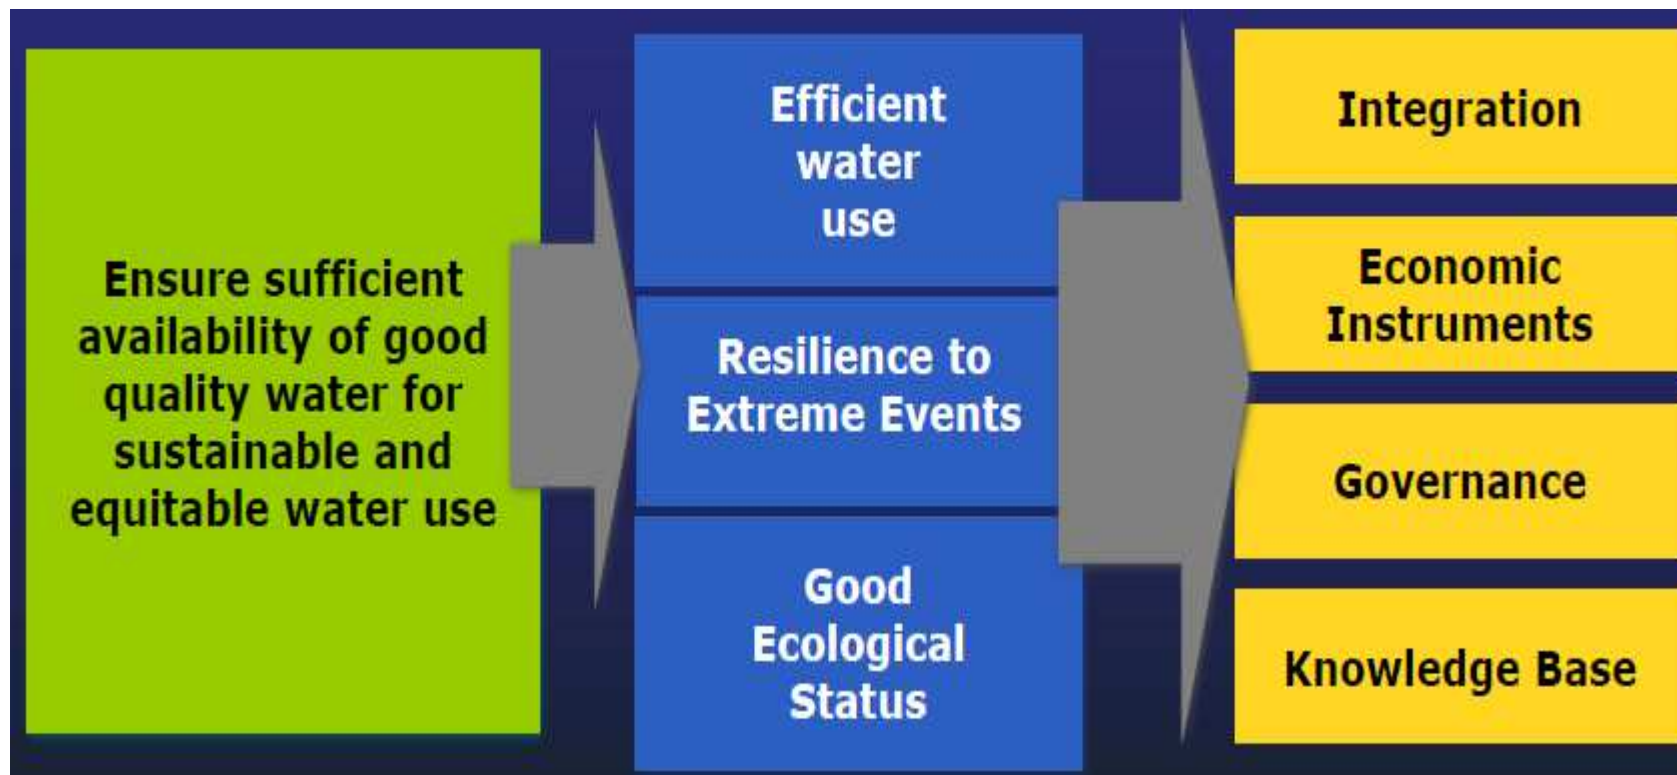 Ensure sufficient
availability of good
quality water for
sustainable and
equitable water use
Efficient
water
use
Resilience to
Extreme Events
Good
Ecological
Status
Integration
Economic
Instruments
Governance
Knowledge Base